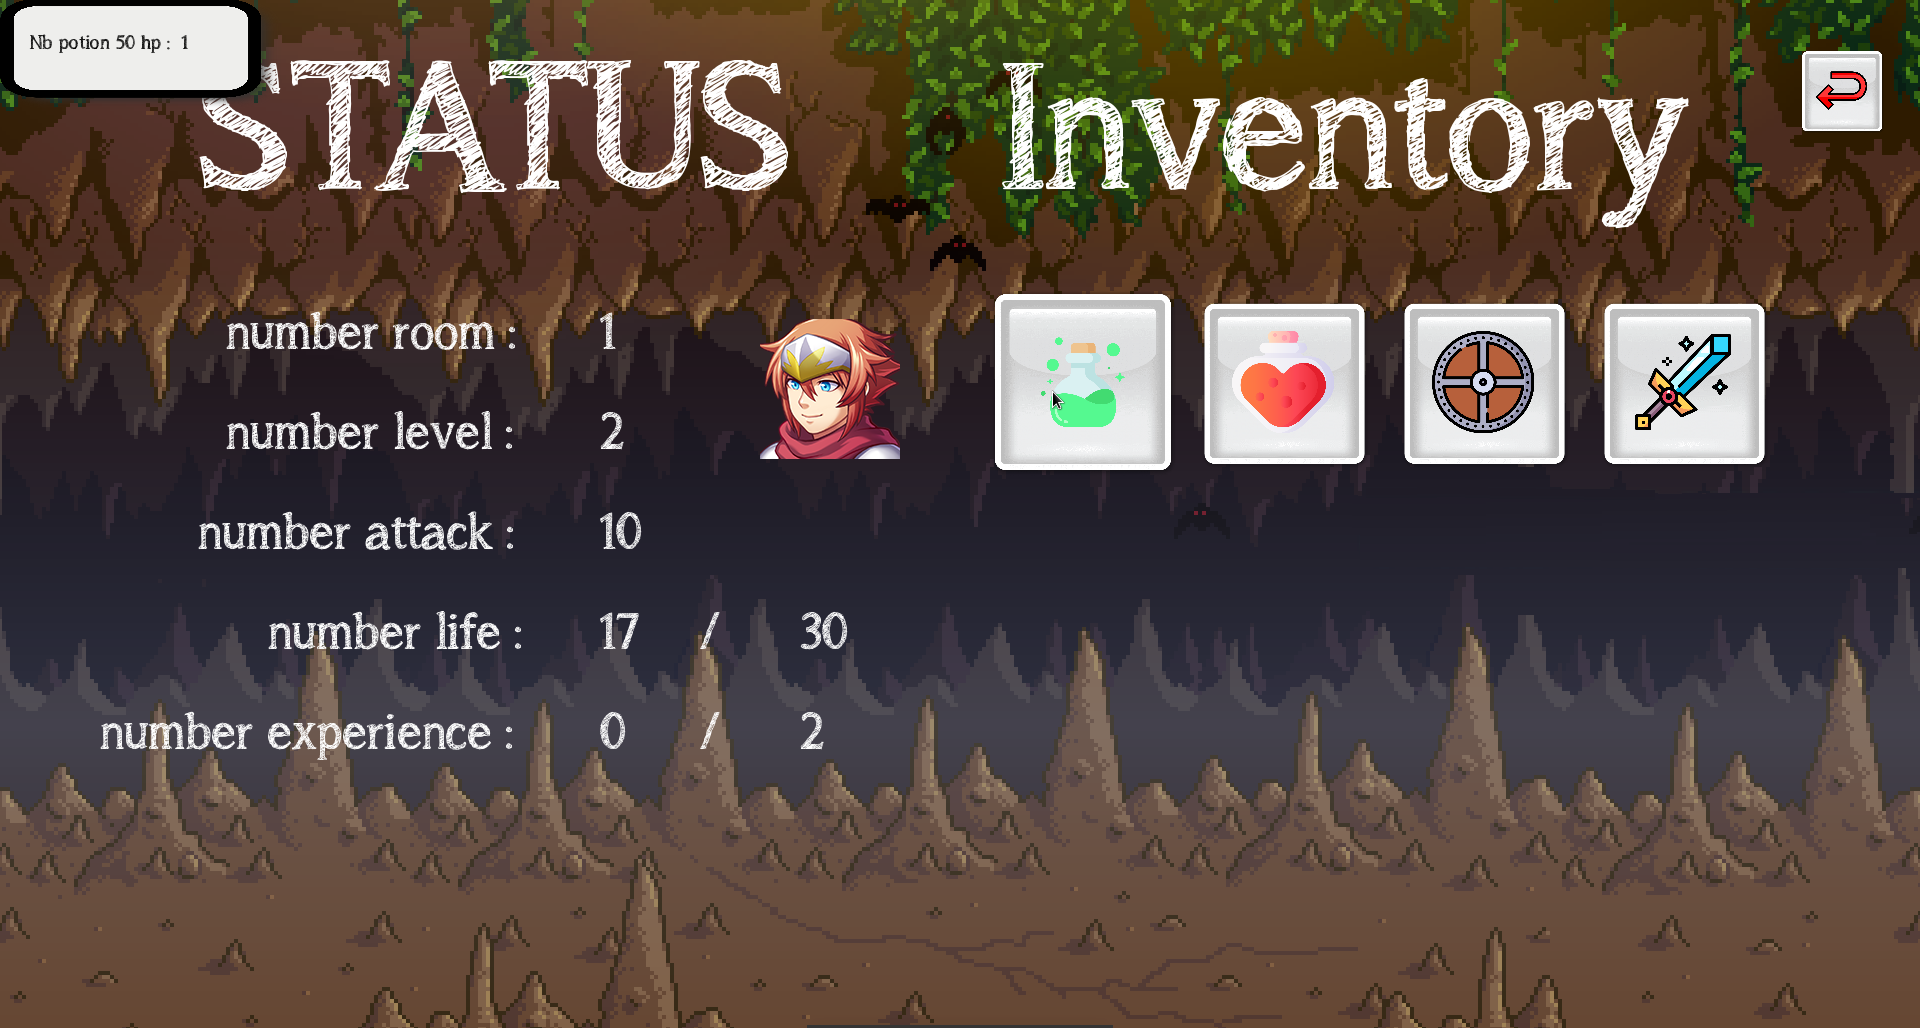 Nb potion 50 hp : 1
STATUS Inventory
number room : 1
number level : 2
number attack : 10
number life : 17 / 30
number experience : 0 / 2